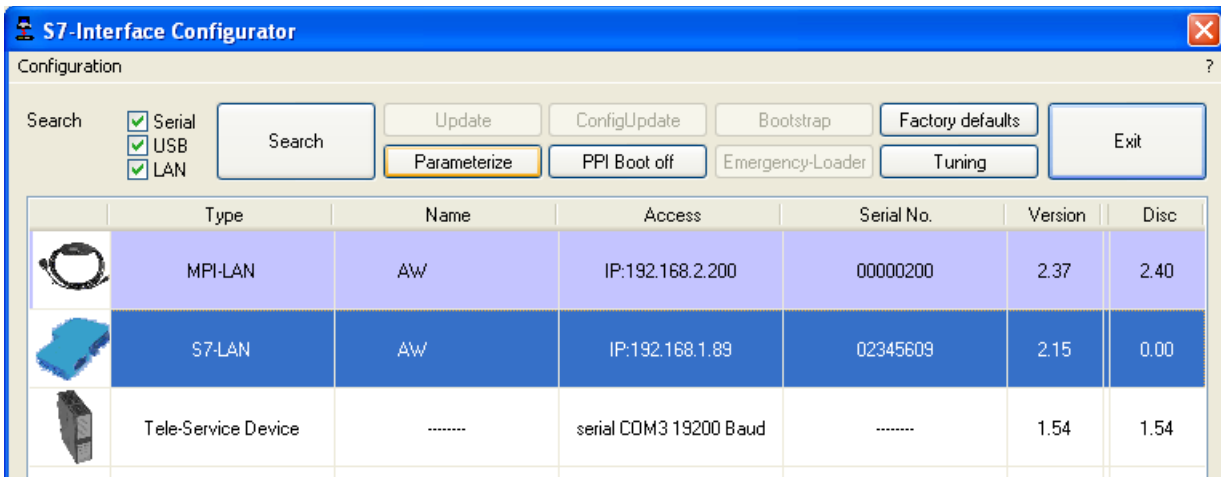 S7-Interface Configurator
Configuration ?
Search
Serial
USB
LAN
Search
Update ConfigUpdate Bootstrap Factory defaults
Parameterize PPI Boot off Emergency-Loader Tuning
Exit
Type Name Access Serial No. Version Disc
MPI-LAN AW IP:192.168.2.200 00000200 2.37 2.40
S7-LAN AW IP:192.168.1.89 02345609 2.15 0.00
Tele-Service Device -------- serial COM3 19200 Baud -------- 1.54 1.54